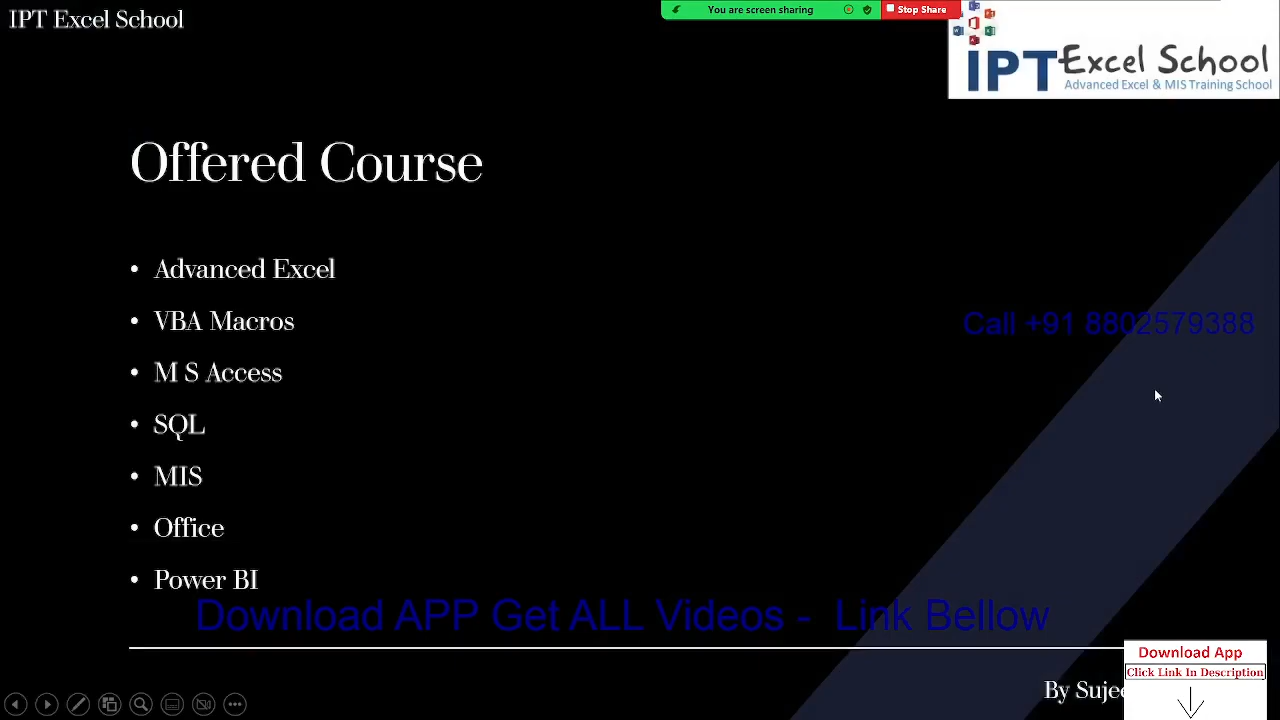 IPT Excel School
You are screen sharing
Stop Share
IPT Excel School
Advanced Excel & MIS Training School
Offered Course
• Advanced Excel
• VBA Macros
• M S Access
• SQL
• MIS
• Office
• Power BI
Call +91 8802579388
Download APP Get ALL Videos - Link Bellow
Download App
Click Link In Description
By Sujee